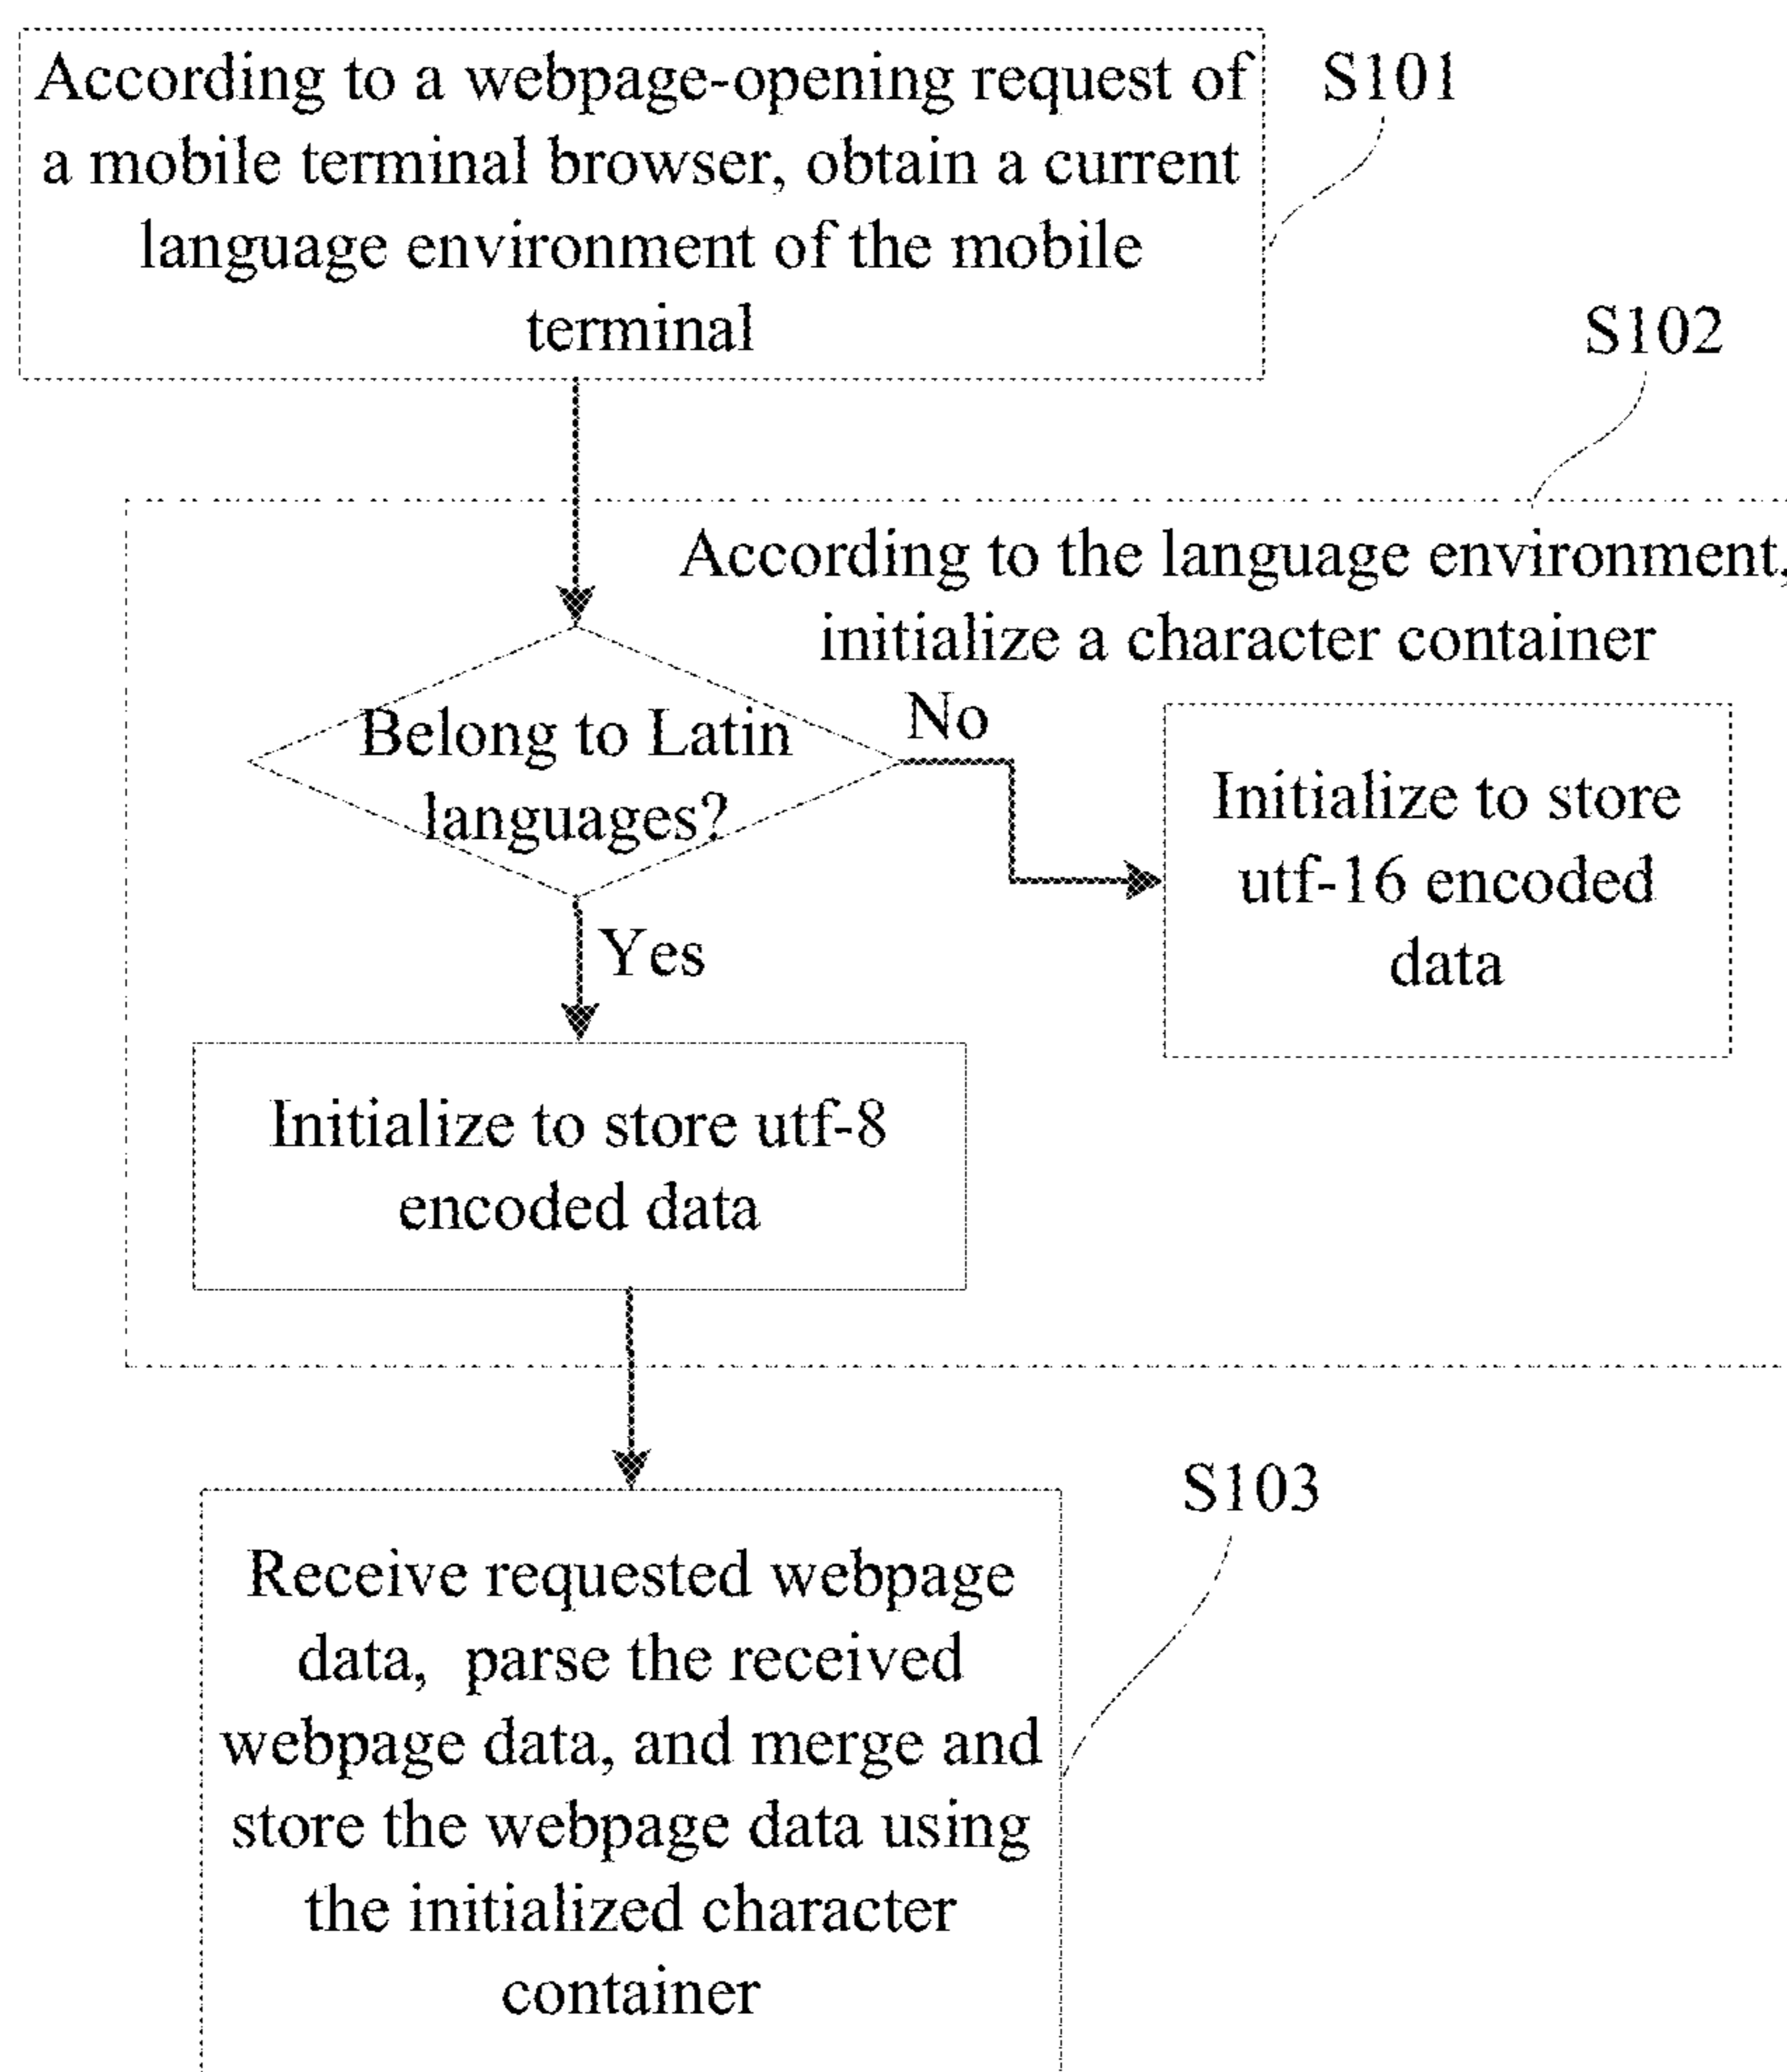 According to a webpage-opening request of
a mobile terminal browser, obtain a current
language environment of the mobile
terminal
S101
S102
According to the language environment,
initialize a character container
Belong to Latin
languages?
No
Initialize to store
utf-16 encoded
data
Yes
Initialize to store utf-8
encoded data
S103
Receive requested webpage
data, parse the received
webpage data, and merge and
store the webpage data using
the initialized character
container